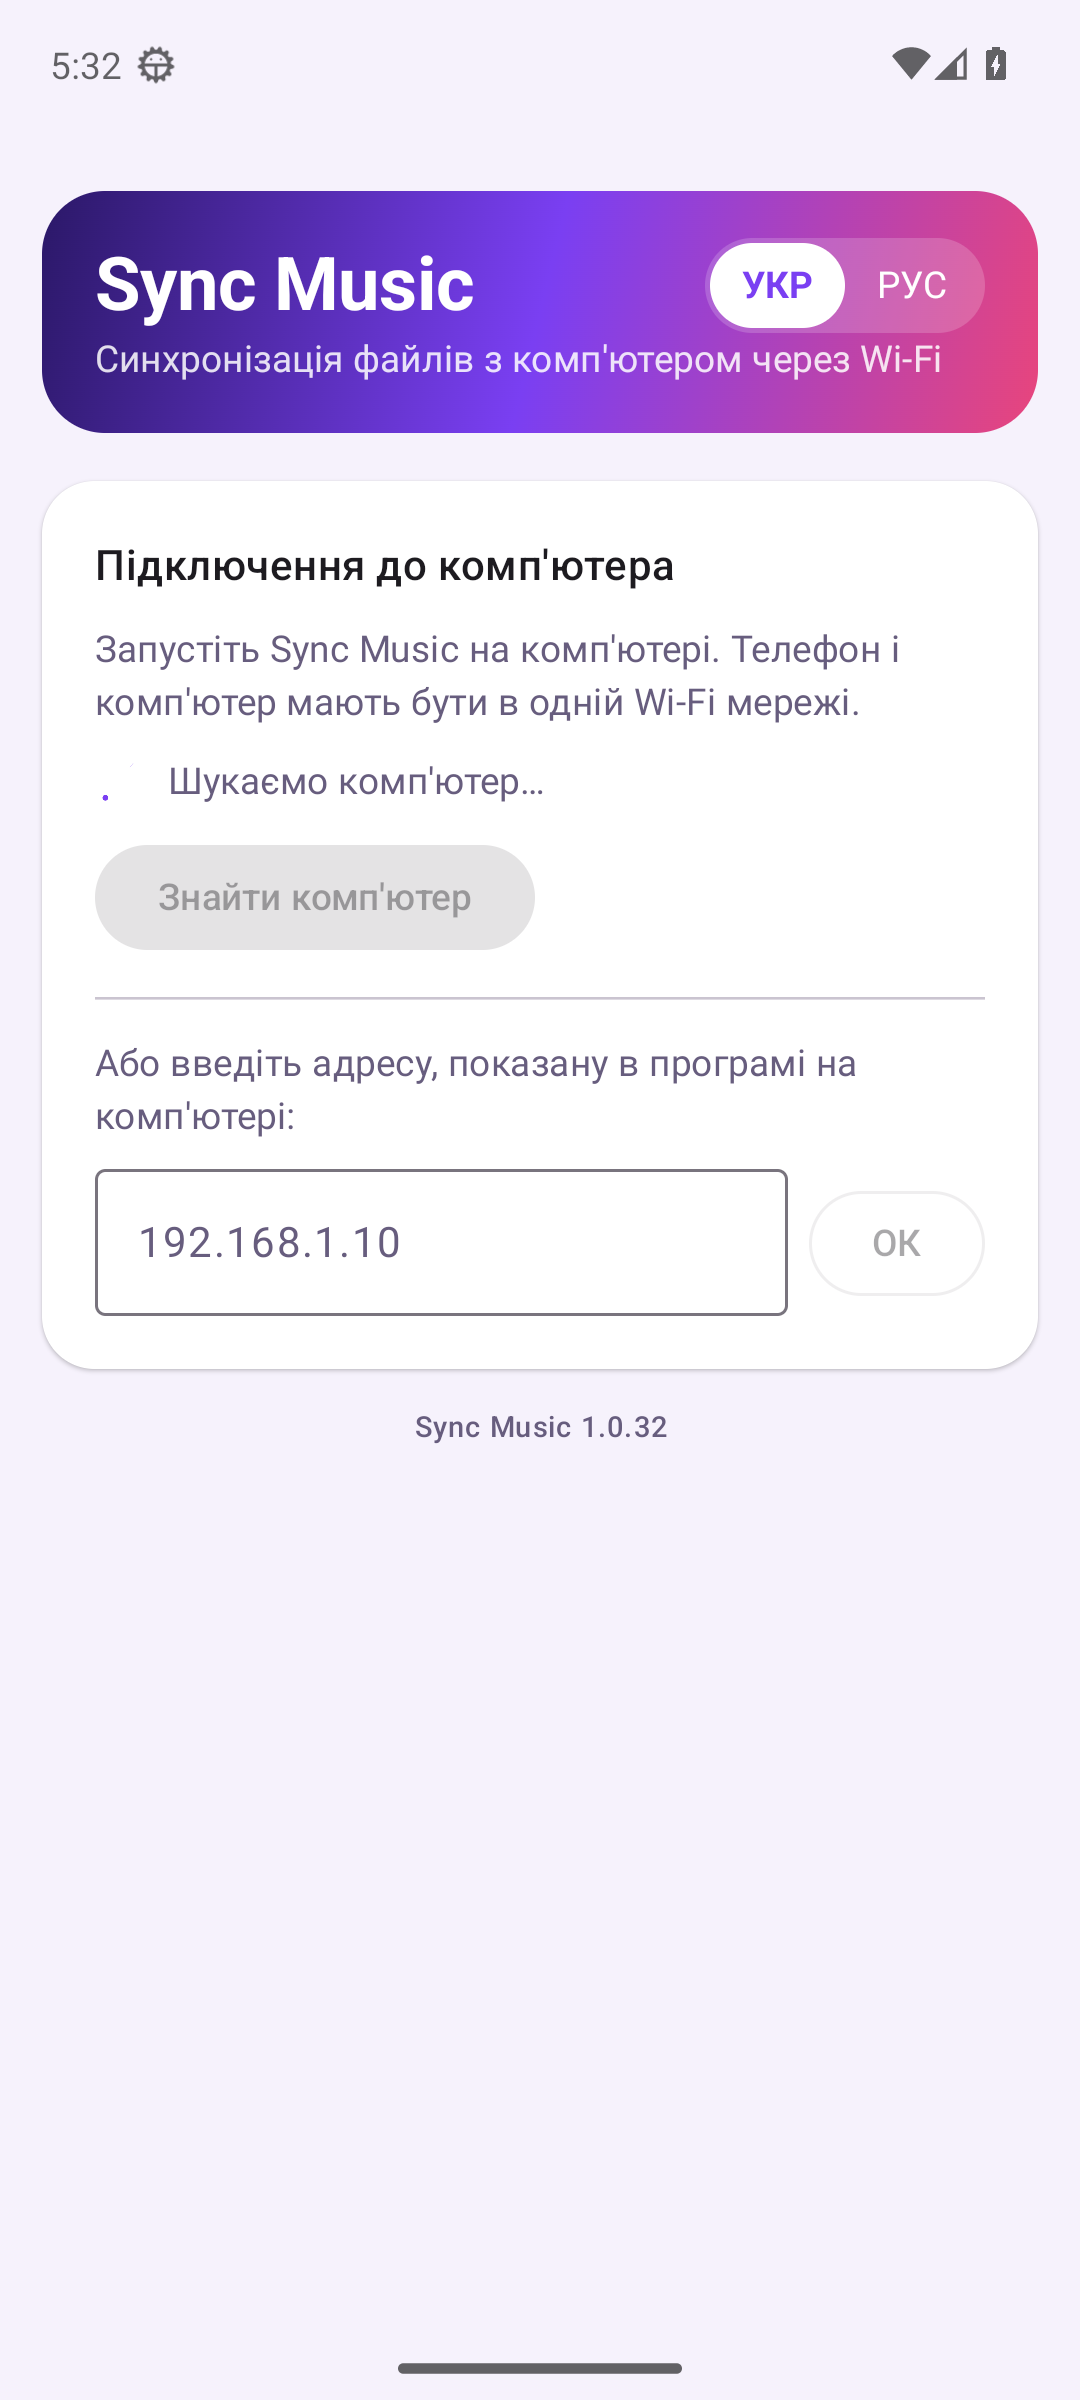 5:32
Sync Music
УКР РУС
Синхронізація файлів з комп'ютером через Wi-Fi
Підключення до комп'ютера
Запустіть Sync Music на комп'ютері. Телефон і
комп'ютер мають бути в одній Wi-Fi мережі.
Шукаємо комп'ютер…
Знайти комп'ютер
Або введіть адресу, показану в програмі на
комп'ютері:
192.168.1.10
ОК
Sync Music 1.0.32